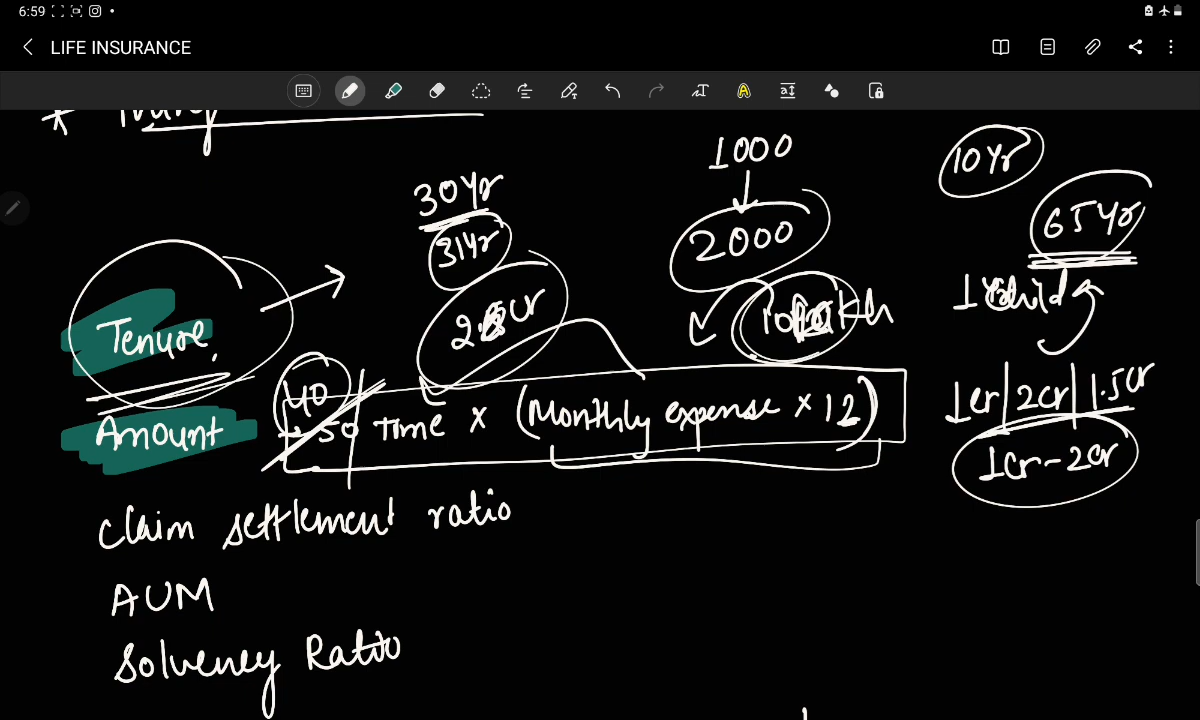 6:59
LIFE INSURANCE
1000
10Yr
30Yr
65Yr
31Yr
2000
Tenure,
40
1cr|2cr|1.5cr
Amount
50 time × (Monthly expense × 12)
1cr-2cr
Claim settlement ratio
AUM
Solvency Ratio